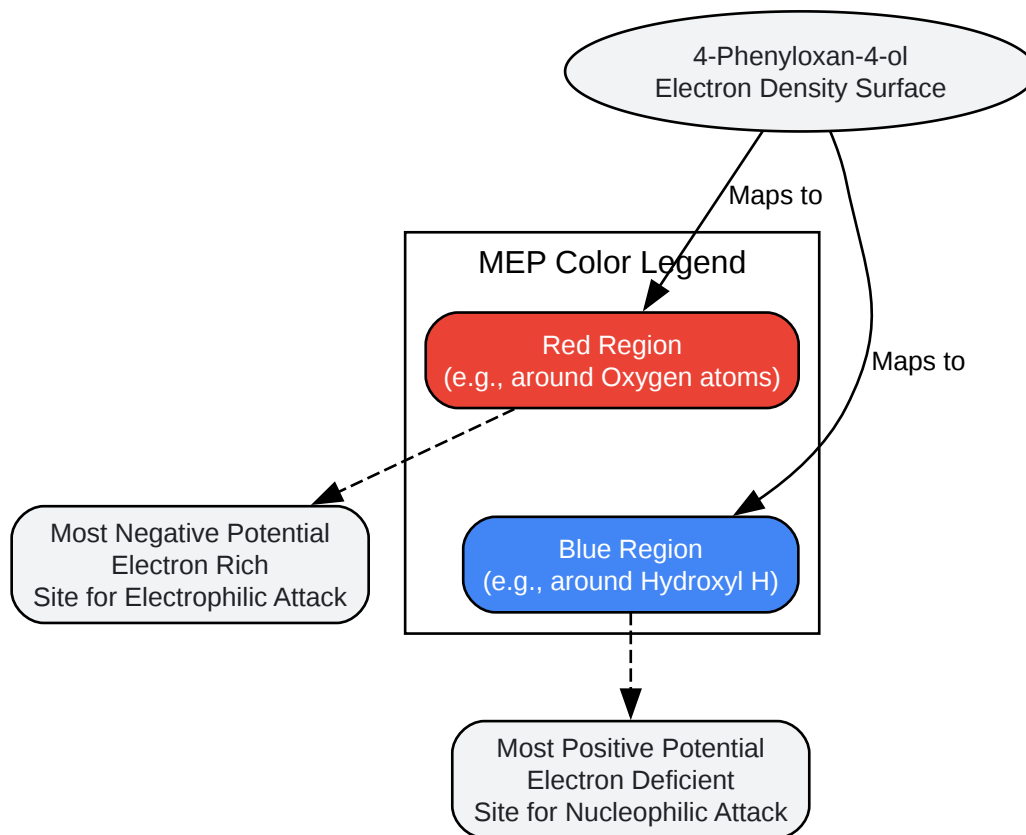 4-Phenyloxan-4-ol
Electron Density Surface
Maps to
MEP Color Legend
Red Region
(e.g., around Oxygen atoms)
Maps to
Most Negative Potential
Electron Rich
Site for Electrophilic Attack
Blue Region
(e.g., around Hydroxyl H)
Most Positive Potential
Electron Deficient
Site for Nucleophilic Attack